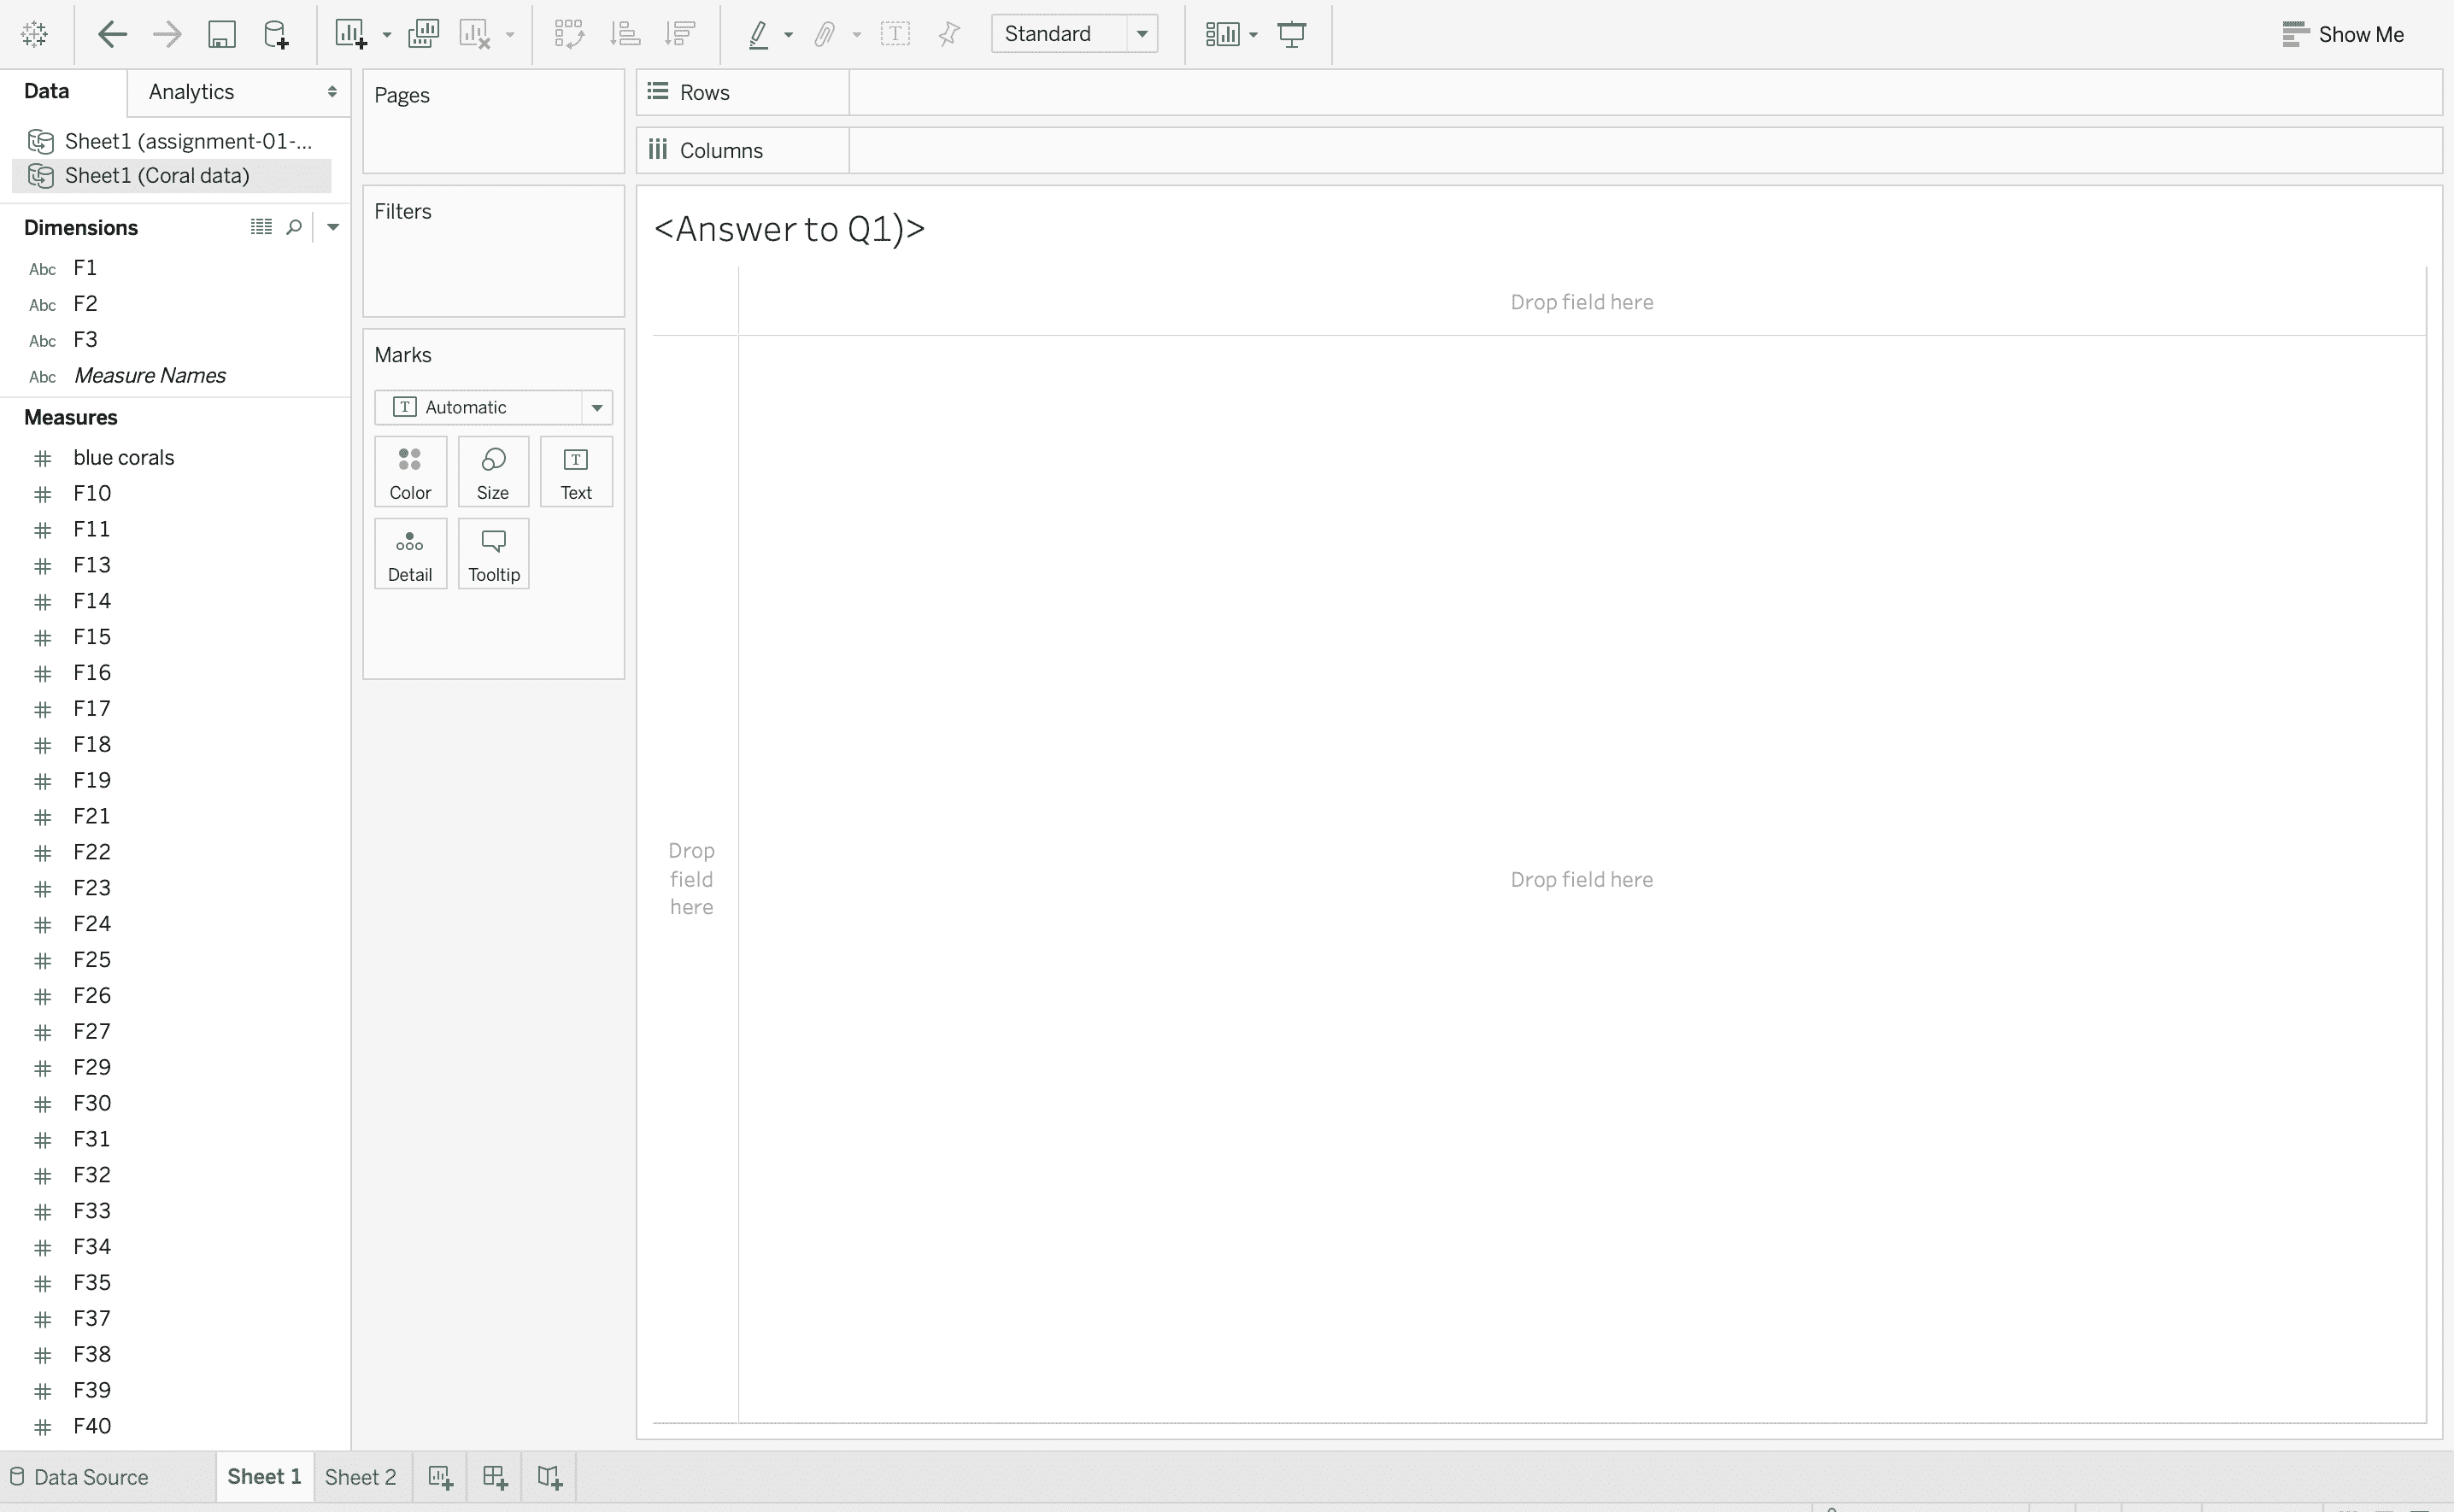 Standard
Show Me
Data
Analytics
Sheet1 (assignment-01-...
Sheet1 (Coral data)
Dimensions
Abc F1
Abc F2
Abc F3
Abc Measure Names
Measures
blue corals
F10
F11
F13
F14
F15
F16
F17
F18
F19
F21
F22
F23
F24
F25
F26
F27
F29
F30
F31
F32
F33
F34
F35
F37
F38
F39
F40
Pages
Filters
Marks
T Automatic
Color Size T Text
Detail Tooltip
Rows
Columns
<Answer to Q1)>
Drop field here
Drop
field
here
Drop field here
Data Source
Sheet 1
Sheet 2